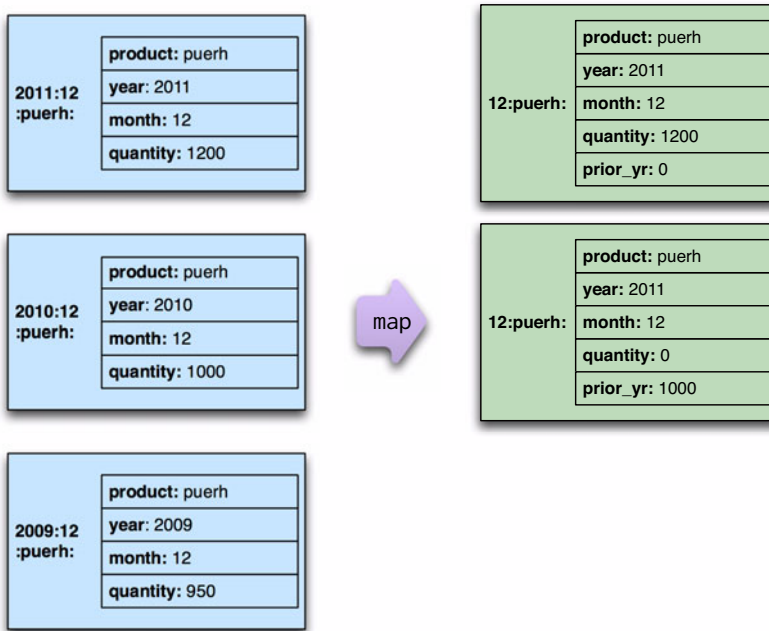 2011:12
:puerh:
product: puerh
year: 2011
month: 12
quantity: 1200
2010:12
:puerh:
product: puerh
year: 2010
month: 12
quantity: 1000
2009:12
:puerh:
product: puerh
year: 2009
month: 12
quantity: 950
map
12:puerh:
product: puerh
year: 2011
month: 12
quantity: 1200
prior_yr: 0
12:puerh:
product: puerh
year: 2011
month: 12
quantity: 0
prior_yr: 1000